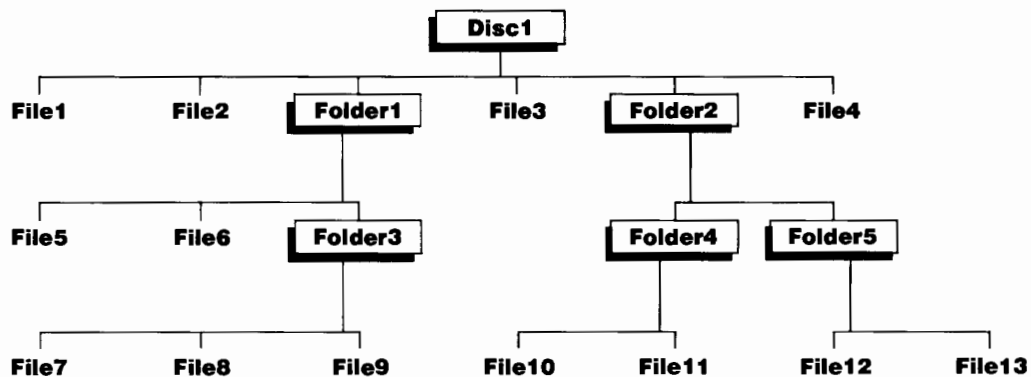 Disc1
File1 File2 Folder1 File3 Folder2 File4
File5 File6 Folder3 Folder4 Folder5
File7 File8 File9 File10 File11 File12 File13